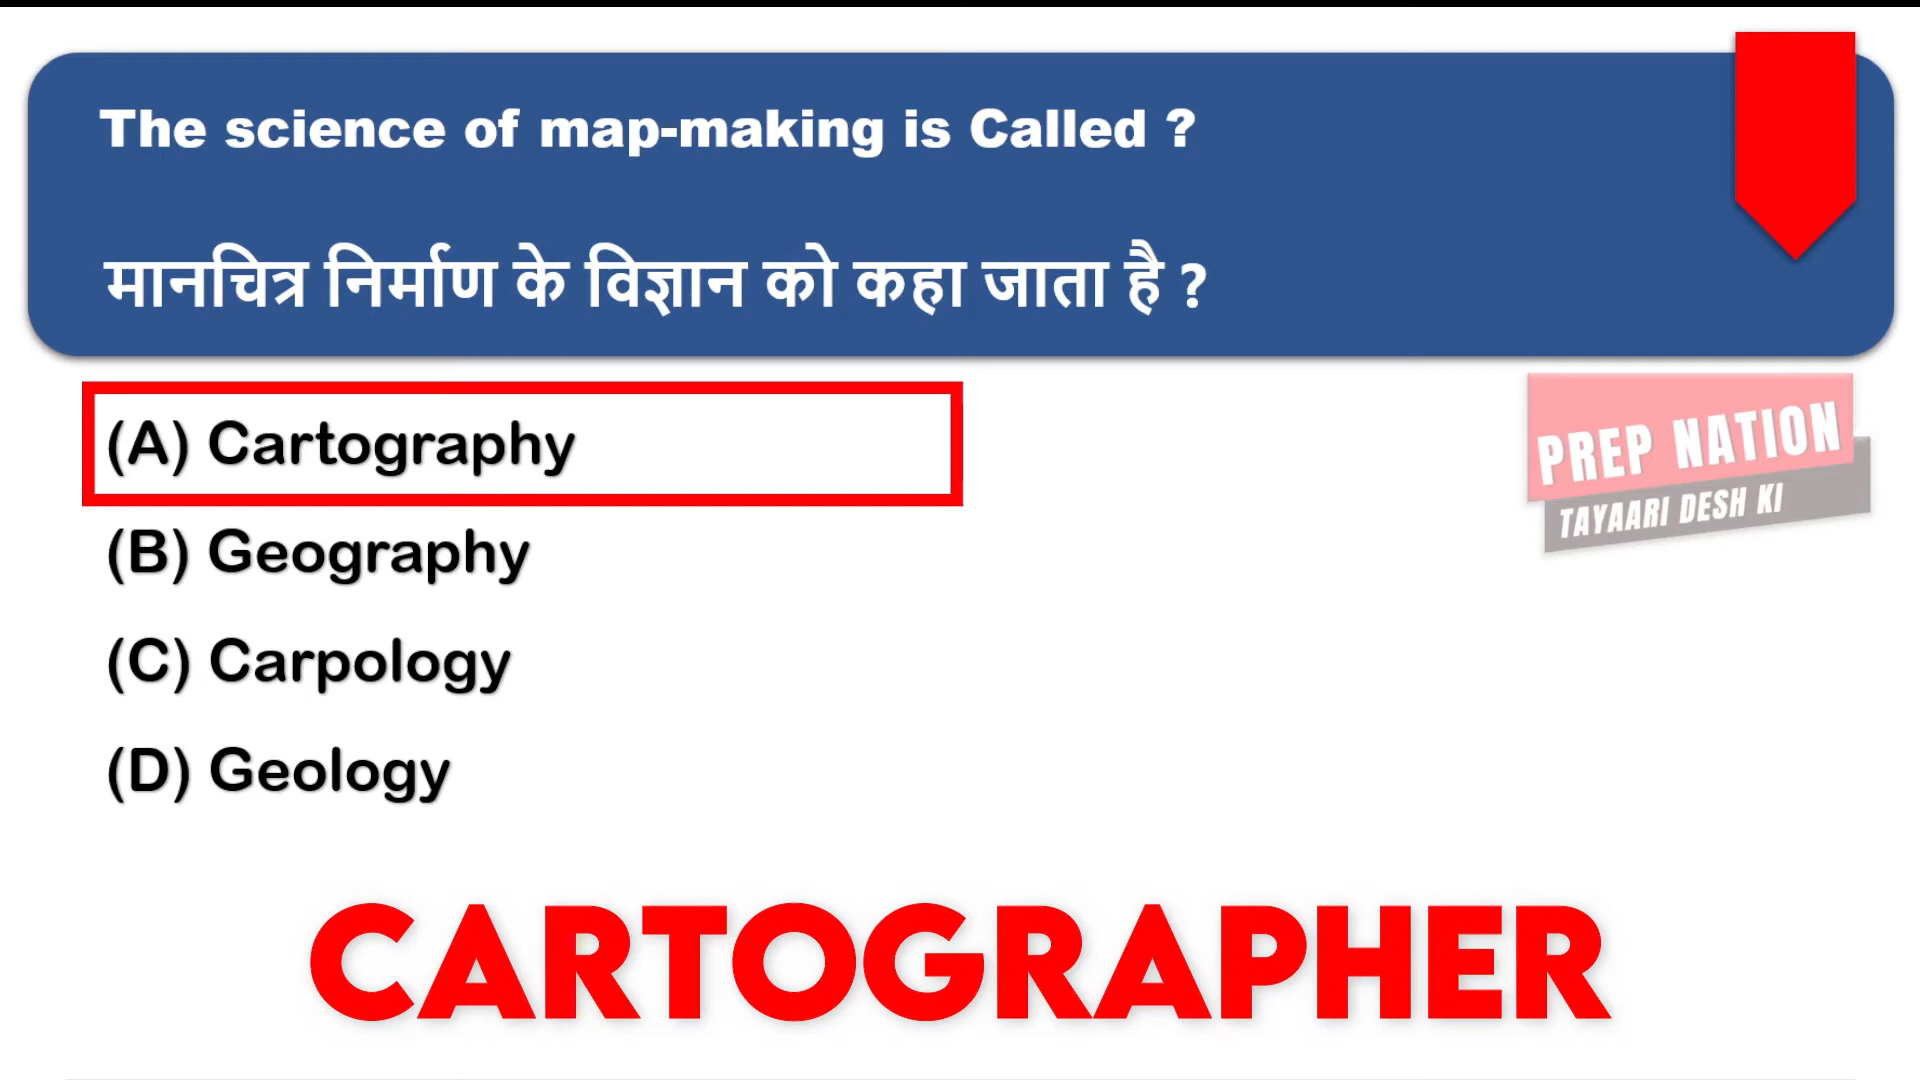 The science of map-making is Called ?
मानचित्र निर्माण के विज्ञान को कहा जाता है ?
(A) Cartography
PREP NATION
TAYAARI DESH KI
(B) Geography
(C) Carpology
(D) Geology
CARTOGRAPHER